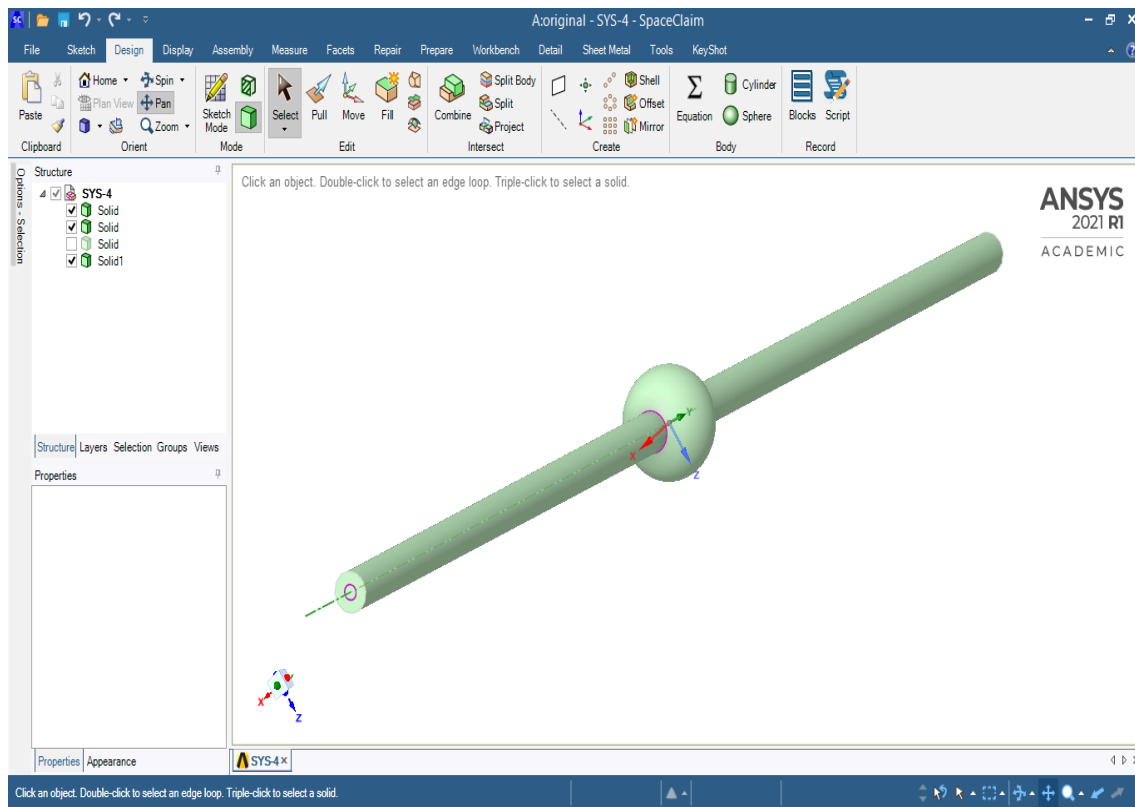 SC
A:original - SYS-4 - SpaceClaim
File Sketch Design Display Assembly Measure Facets Repair Prepare Workbench Detail Sheet Metal Tools KeyShot
Paste
Clipboard
Home Spin
Plan View Pan
Zoom
Orient
Sketch Mode
Mode
Select Pull Move Fill
Edit
Combine
Split Body
Split
Project
Intersect
Shell
Offset
Mirror
Create
Equation
Cylinder
Sphere
Body
Blocks Script
Record
Options - Selection
Structure
SYS-4
Solid
Solid
Solid
Solid1
Structure Layers Selection Groups Views
Properties
Properties Appearance
Click an object. Double-click to select an edge loop. Triple-click to select a solid.
ANSYS
2021 R1
ACADEMIC
Y
X
Z
X
Z
SYS-4
Click an object. Double-click to select an edge loop. Triple-click to select a solid.